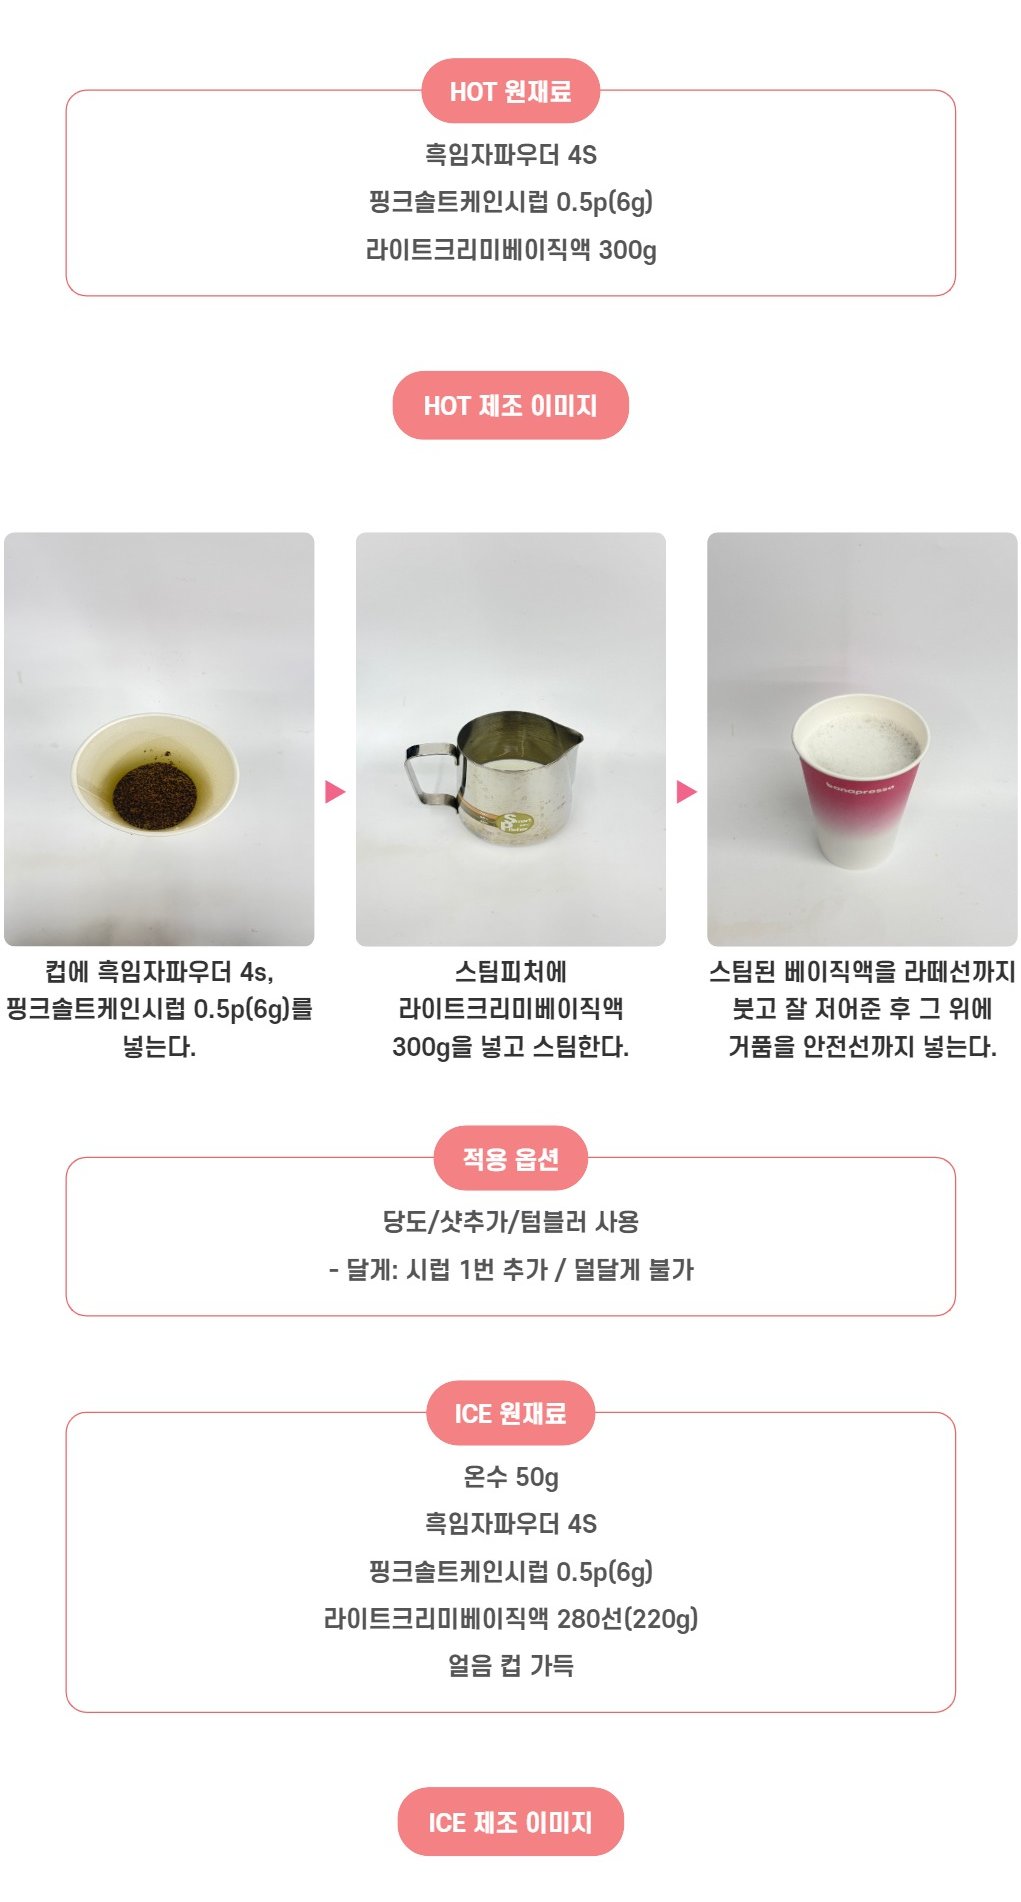 HOT 원재료
흑임자파우더 4S
핑크솔트케인시럽 0.5p(6g)
라이트크리미베이직액 300g
HOT 제조 이미지
banapresso
컵에 흑임자파우더 4s,
핑크솔트케인시럽 0.5p(6g)를
넣는다.
스팀피처에
라이트크리미베이직액
300g을 넣고 스팀한다.
스팀된 베이직액을 라떼선까지
붓고 잘 저어준 후 그 위에
거품을 안전선까지 넣는다.
적용 옵션
당도/샷추가/텀블러 사용
- 달게: 시럽 1번 추가 / 덜달게 불가
ICE 원재료
온수 50g
흑임자파우더 4S
핑크솔트케인시럽 0.5p(6g)
라이트크리미베이직액 280선(220g)
얼음 컵 가득
ICE 제조 이미지